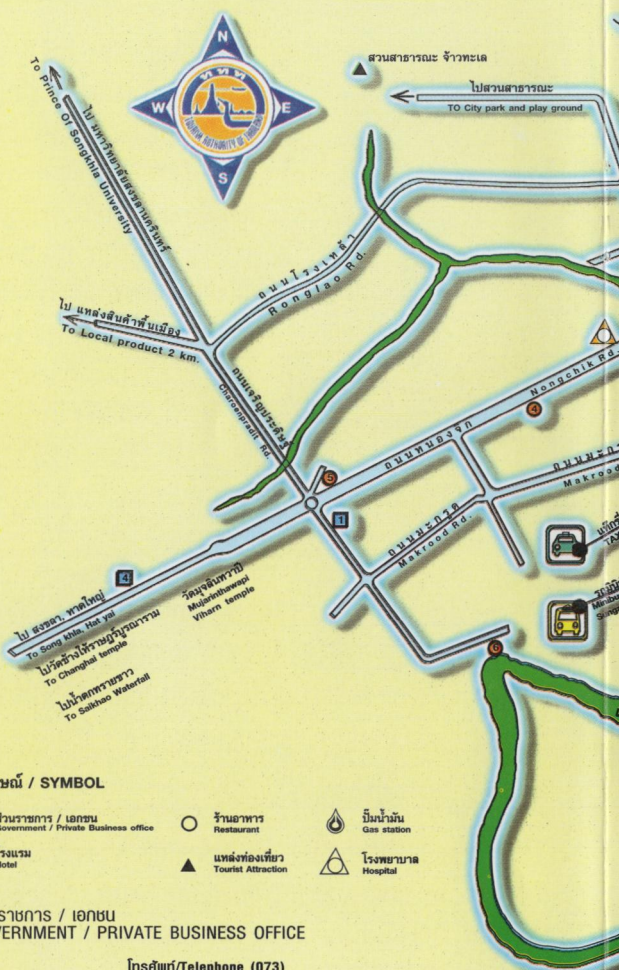 N
W
E
S
ททท
TOURISM AUTHORITY OF THAILAND
สวนสาธารณะ จ้าวทะเล
ไปสวนสาธารณะ
TO City park and play ground
ไป มหาวิทยาลัยสงขลานครินทร์
To Prince Of Songkhla University
ถนนโรงเหล้า
Ronglao Rd.
ไป แหล่งสินค้าพื้นเมือง
To Local product 2 km.
ถนนเจริญประดิษฐ์
Charoenpradit Rd.
Nongchik Rd.
ถนนหนองจิก
4
5
1
ถนนมะกรูด
Makrood Rd.
ถนนมะก
Makrood
4
6
วัดมุจลินทวาปี
Mujarinthawapi
Viharn temple
ไป สงขลา, หาดใหญ่
To Song khla, Hat yai
ไปวัดช้างให้ราษฎร์บูรณาราม
To Changhai temple
ไปน้ำตกทรายขาว
To Saikhao Waterfall
TA
Minibu
Songt
ษณ์ / SYMBOL
ส่วนราชการ / เอกชน
Government / Private Business office
ร้านอาหาร
Restaurant
ปั๊มน้ำมัน
Gas station
รงแรม
Hotel
แหล่งท่องเที่ยว
Tourist Attraction
โรงพยาบาล
Hospital
ราชการ / เอกชน
VERNMENT / PRIVATE BUSINESS OFFICE
โทรศัพท์/Telephone (073)